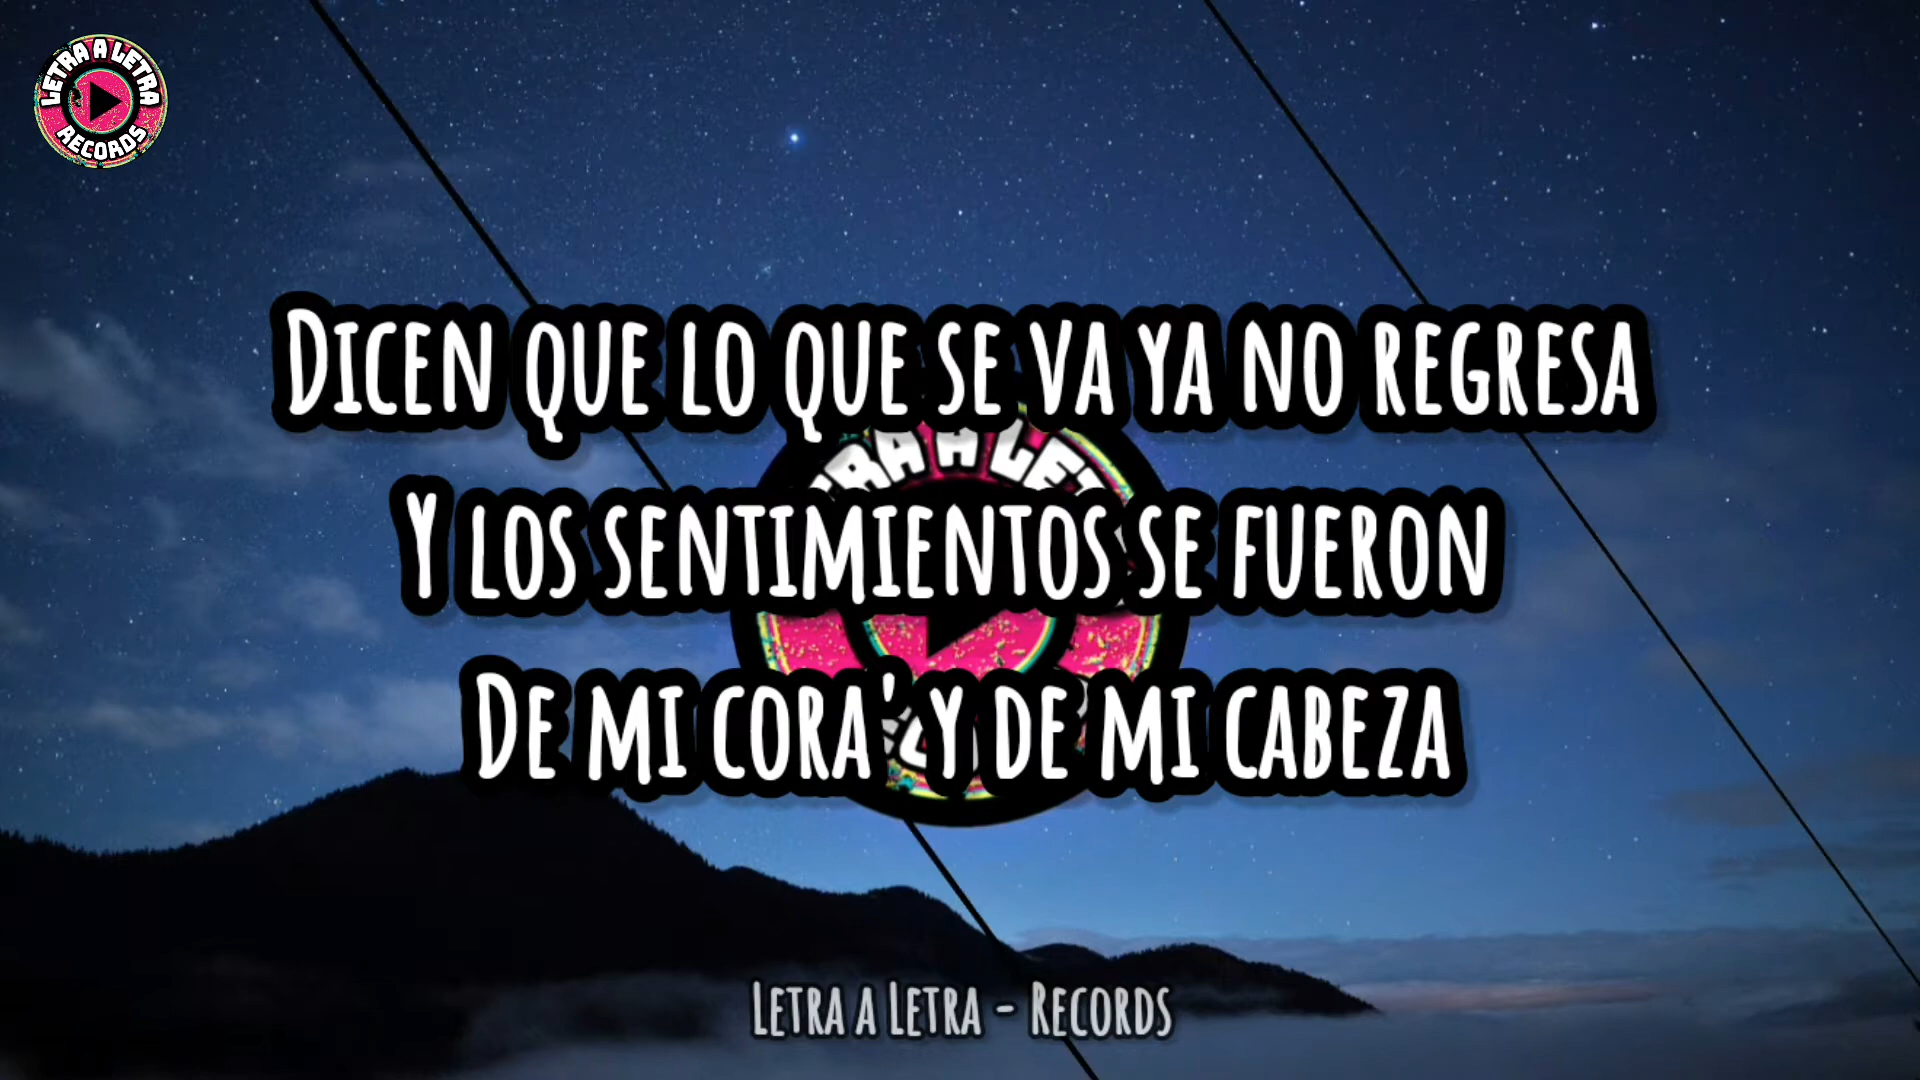 LETRA A LETRA
RECORDS
DICEN QUE LO QUE SE VA YA NO REGRESA
Y LOS SENTIMIENTOS SE FUERON
DE MI CORA' Y DE MI CABEZA
LETRA A LETRA - RECORDS